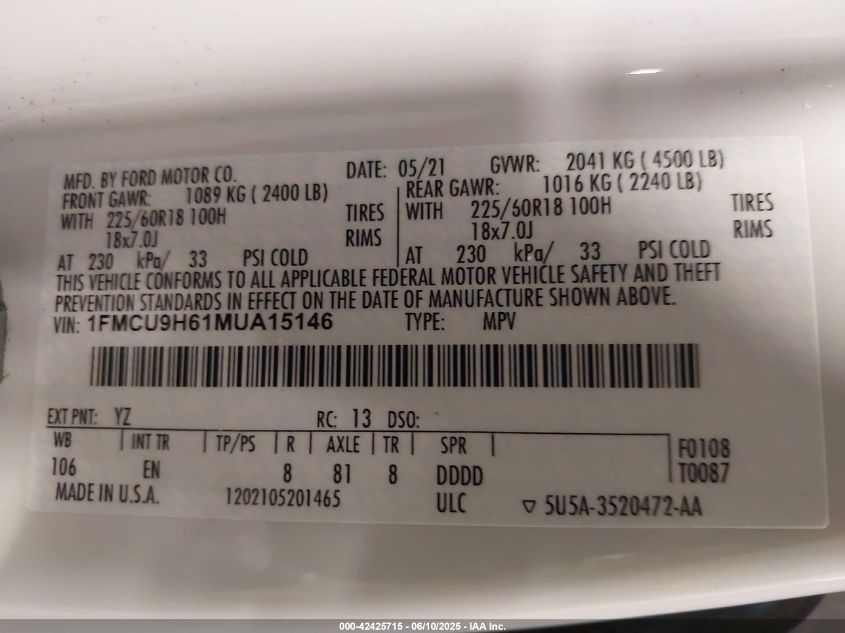 MFD. BY FORD MOTOR CO. DATE: 05/21 GVWR: 2041 KG ( 4500 LB)
FRONT GAWR: 1089 KG ( 2400 LB) REAR GAWR: 1016 KG ( 2240 LB)
WITH 225/60R18 100H TIRES WITH 225/60R18 100H TIRES
18x7.0J RIMS 18x7.0J RIMS
AT 230 kPa/ 33 PSI COLD AT 230 kPa/ 33 PSI COLD
THIS VEHICLE CONFORMS TO ALL APPLICABLE FEDERAL MOTOR VEHICLE SAFETY AND THEFT
PREVENTION STANDARDS IN EFFECT ON THE DATE OF MANUFACTURE SHOWN ABOVE.
VIN: 1FMCU9H61MUA15146 TYPE: MPV
EXT PNT: YZ RC: 13 DSO:
WB INT TR TP/PS R AXLE TR SPR F0108
106 EN 8 81 8 DDDD T0087
MADE IN U.S.A. 1202105201465 ULC ▽ 5U5A-3520472-AA
000-42425715 - 06/10/2025 - IAA Inc.